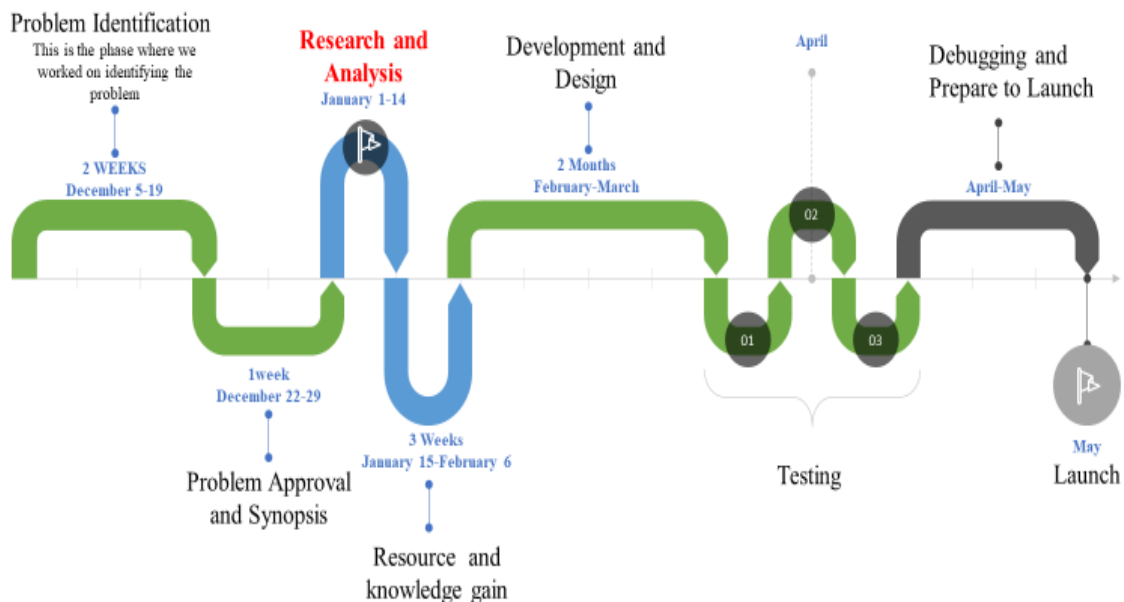 Problem Identification
This is the phase where we
worked on identifying the
problem
2 WEEKS
December 5-19
1week
December 22-29
Problem Approval
and Synopsis
Research and
Analysis
January 1-14
3 Weeks
January 15-February 6
Resource and
knowledge gain
Development and
Design
2 Months
February-March
April
01
02
03
Testing
Debugging and
Prepare to Launch
April-May
May
Launch